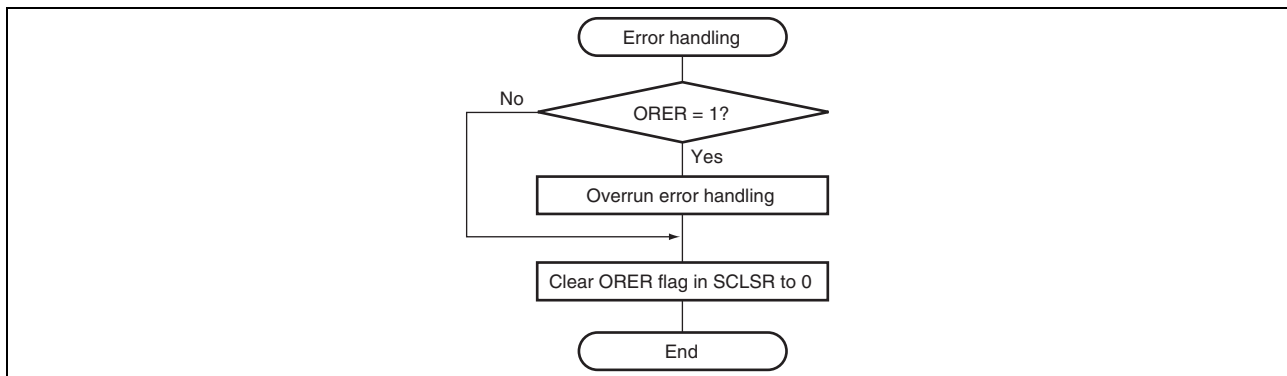 Error handling
No
ORER = 1?
Yes
Overrun error handling
Clear ORER flag in SCLSR to 0
End